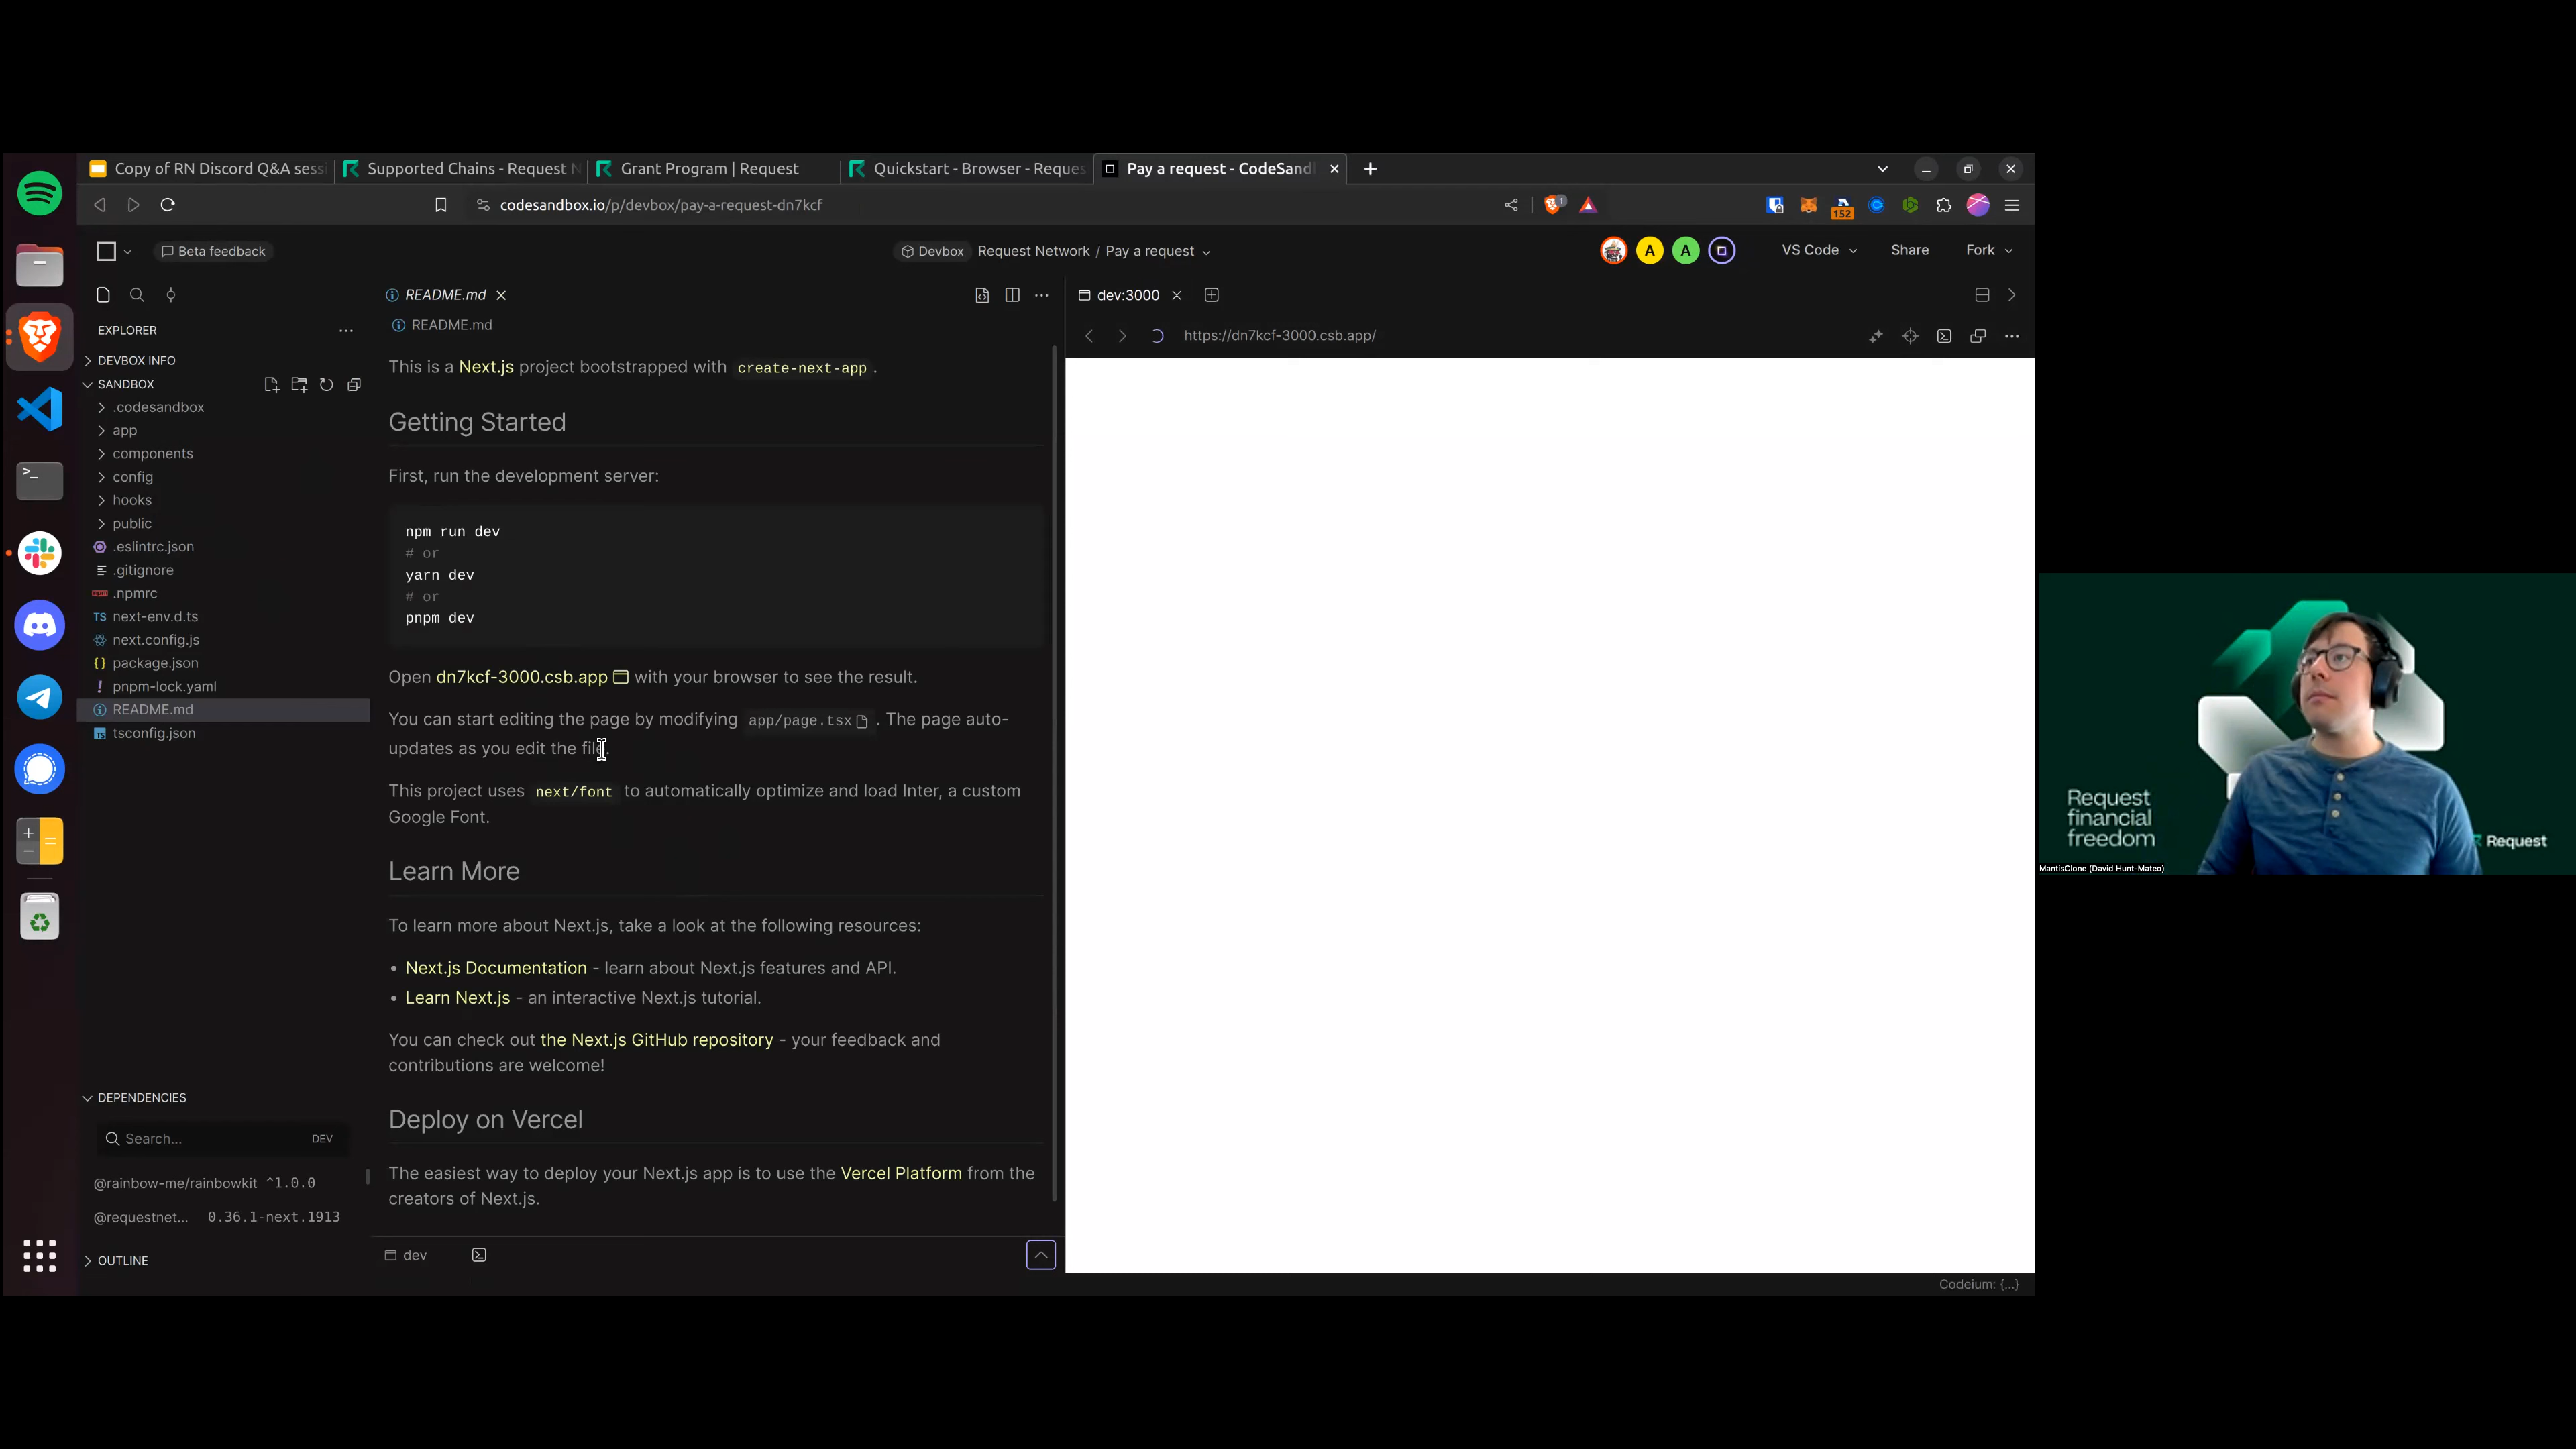 Copy of RN Discord Q&A sessi
Supported Chains - Request N
Grant Program | Request
Quickstart - Browser - Reques
Pay a request - CodeSandl
codesandbox.io/p/devbox/pay-a-request-dn7kcf
1
152
Beta feedback
Devbox
Request Network / Pay a request
A
A
VS Code
Share
Fork
EXPLORER
DEVBOX INFO
SANDBOX
.codesandbox
app
components
config
hooks
public
.eslintrc.json
.gitignore
.npmrc
TS next-env.d.ts
next.config.js
{ } package.json
! pnpm-lock.yaml
README.md
tsconfig.json
DEPENDENCIES
Search...
DEV
@rainbow-me/rainbowkit ^1.0.0
@requestnet... 0.36.1-next.1913
OUTLINE
README.md
README.md
This is a Next.js project bootstrapped with create-next-app .
Getting Started
First, run the development server:
npm run dev
# or
yarn dev
# or
pnpm dev
Open dn7kcf-3000.csb.app with your browser to see the result.
You can start editing the page by modifying app/page.tsx . The page auto-
updates as you edit the file.
This project uses next/font to automatically optimize and load Inter, a custom
Google Font.
Learn More
To learn more about Next.js, take a look at the following resources:
• Next.js Documentation - learn about Next.js features and API.
• Learn Next.js - an interactive Next.js tutorial.
You can check out the Next.js GitHub repository - your feedback and
contributions are welcome!
Deploy on Vercel
The easiest way to deploy your Next.js app is to use the Vercel Platform from the
creators of Next.js.
dev
dev:3000
https://dn7kcf-3000.csb.app/
Codeium: {...}
Request
financial
freedom
Request
MantisClone (David Hunt-Mateo)